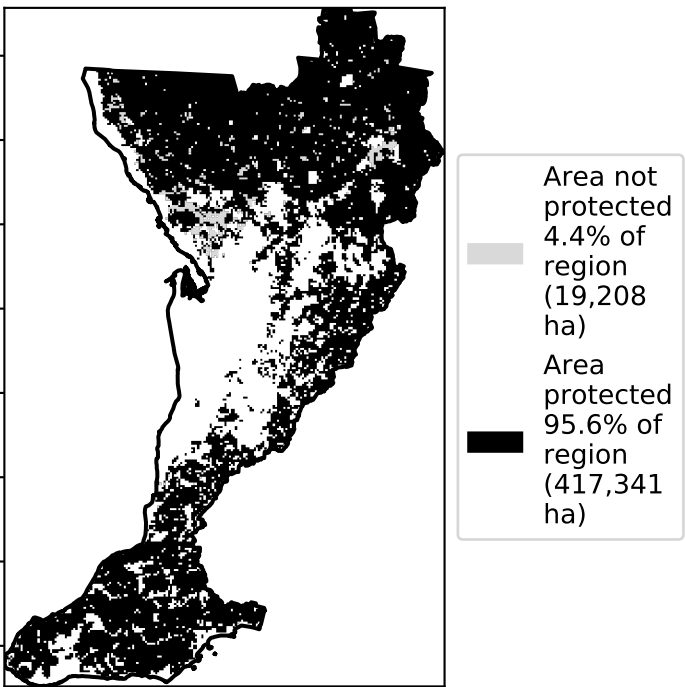 Area not
protected
4.4% of
region
(19,208
ha)
Area
protected
95.6% of
region
(417,341
ha)